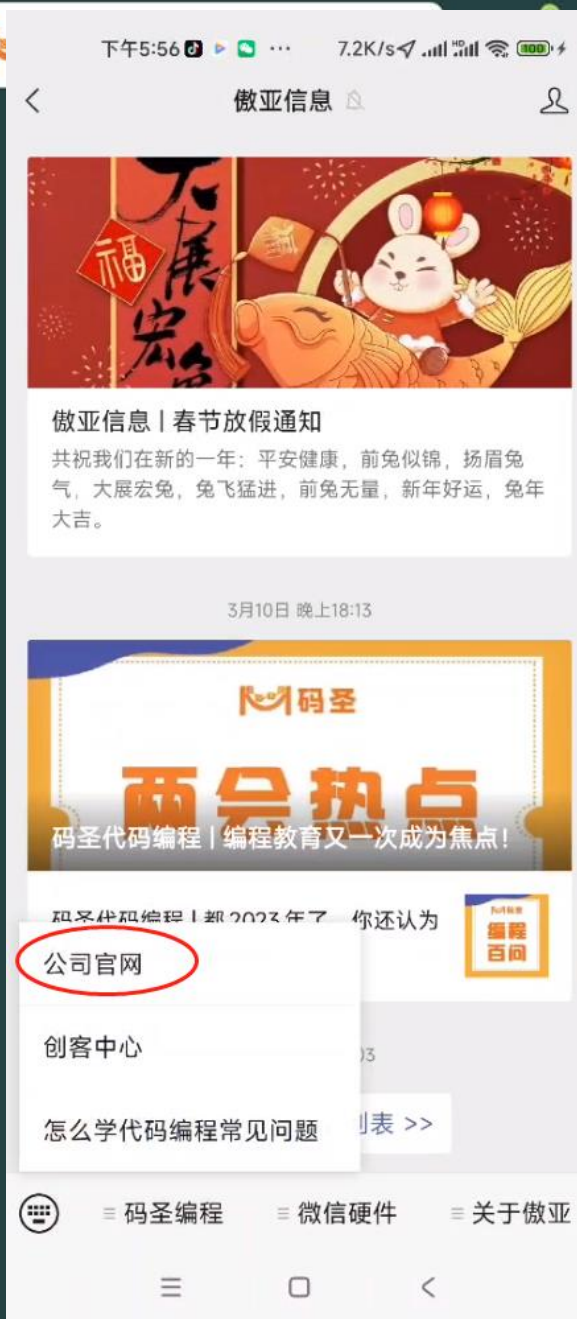 下午5:56 ··· 7.2K/s HD 100
傲亚信息
大展宏兔
福
傲亚信息 | 春节放假通知
共祝我们在新的一年：平安健康，前兔似锦，扬眉兔
气，大展宏兔，兔飞猛进，前兔无量，新年好运，兔年
大吉。
3月10日 晚上18:13
码圣
两会热点
码圣代码编程 | 编程教育又一次成为焦点！
码圣代码编程 | 都 2023 年了，你还认为
码圣
编程
百问
公司官网
创客中心
03
怎么学代码编程常见问题
列表 >>
码圣编程
微信硬件
关于傲亚